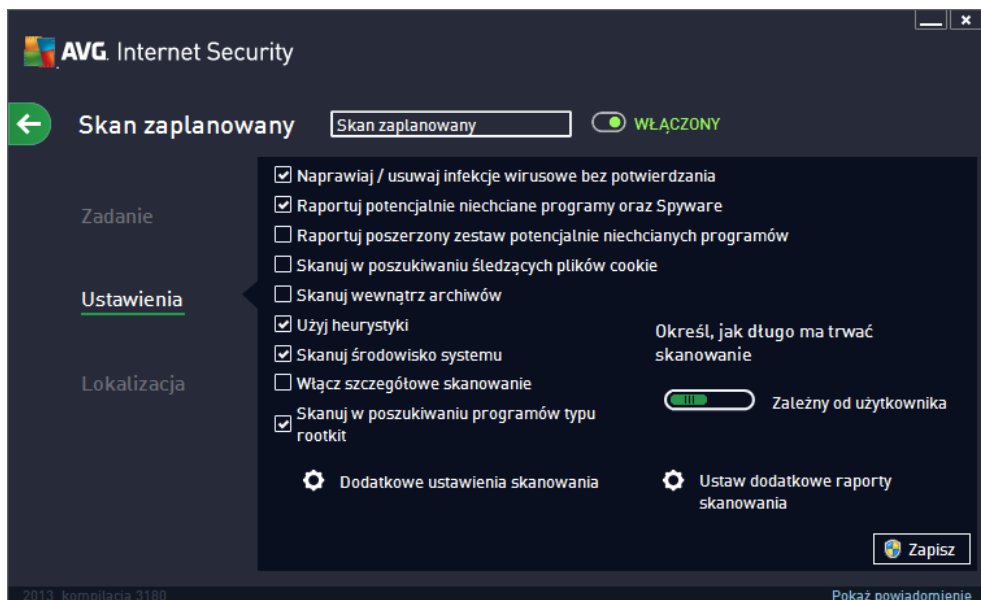 AVG. Internet Security
Skan zaplanowany
Skan zaplanowany
WŁĄCZONY
Zadanie
Ustawienia
Lokalizacja
Naprawiaj / usuwaj infekcje wirusowe bez potwierdzania
Raportuj potencjalnie niechciane programy oraz Spyware
Raportuj poszerzony zestaw potencjalnie niechcianych programów
Skanuj w poszukiwaniu śledzących plików cookie
Skanuj wewnątrz archiwów
Użyj heurystyki
Skanuj środowisko systemu
Włącz szczegółowe skanowanie
Skanuj w poszukiwaniu programów typu
rootkit
Określ, jak długo ma trwać
skanowanie
Zależny od użytkownika
Dodatkowe ustawienia skanowania
Ustaw dodatkowe raporty
skanowania
Zapisz
2013 kompilacja 3180
Pokaż powiadomienie